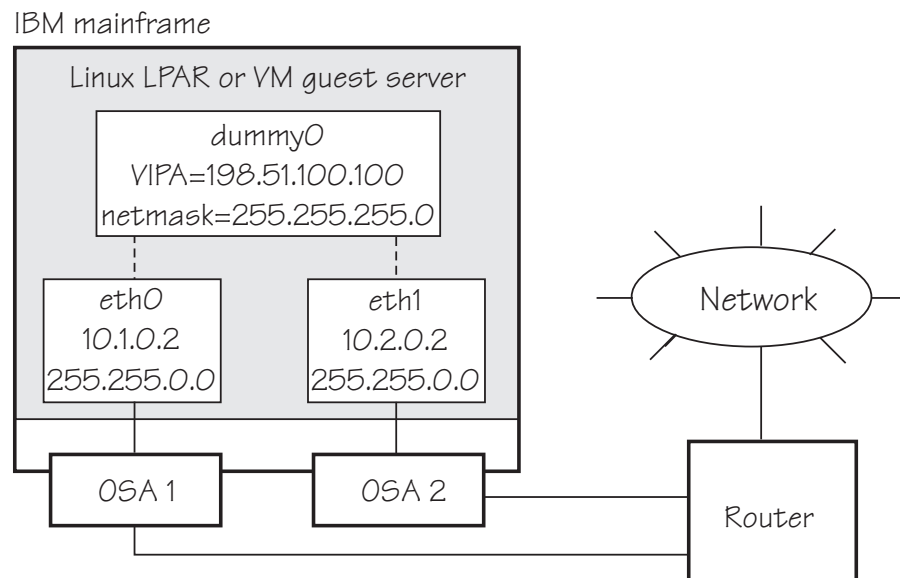 IBM mainframe
Linux LPAR or VM guest server
dummy0
VIPA=198.51.100.100
netmask=255.255.255.0
eth0
10.1.0.2
255.255.0.0
eth1
10.2.0.2
255.255.0.0
Network
OSA 1
OSA 2
Router